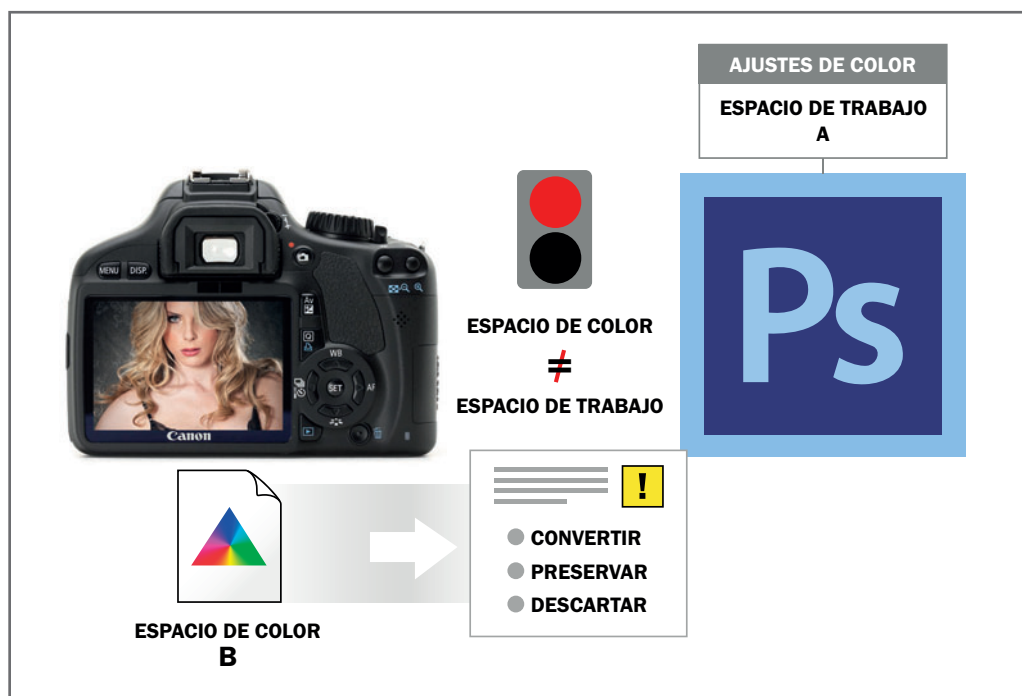 AJUSTES DE COLOR
ESPACIO DE TRABAJO
A
MENU
DISP.
Av
Q
WB
AF
SET
Canon
ESPACIO DE COLOR
≠
ESPACIO DE TRABAJO
Ps
!
CONVERTIR
PRESERVAR
DESCARTAR
ESPACIO DE COLOR
B